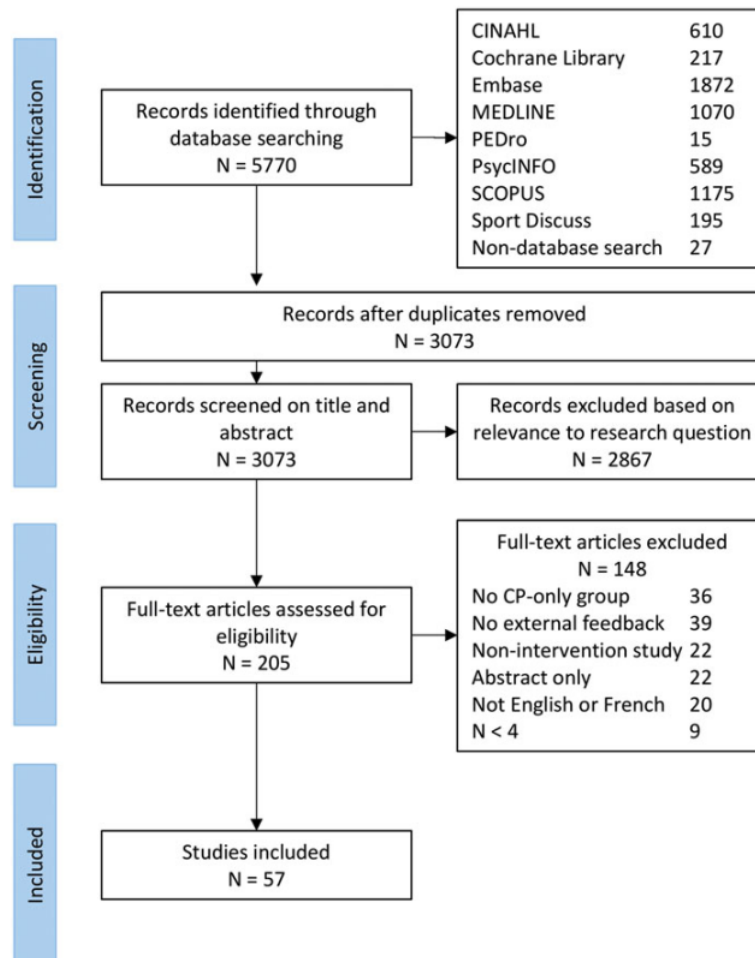 Identification
Records identified through
database searching
N = 5770
CINAHL 610
Cochrane Library 217
Embase 1872
MEDLINE 1070
PEDro 15
PsycINFO 589
SCOPUS 1175
Sport Discuss 195
Non-database search 27
Screening
Records after duplicates removed
N = 3073
Records screened on title and
abstract
N = 3073
Records excluded based on
relevance to research question
N = 2867
Eligibility
Full-text articles assessed for
eligibility
N = 205
Full-text articles excluded
N = 148
No CP-only group 36
No external feedback 39
Non-intervention study 22
Abstract only 22
Not English or French 20
N < 4 9
Included
Studies included
N = 57